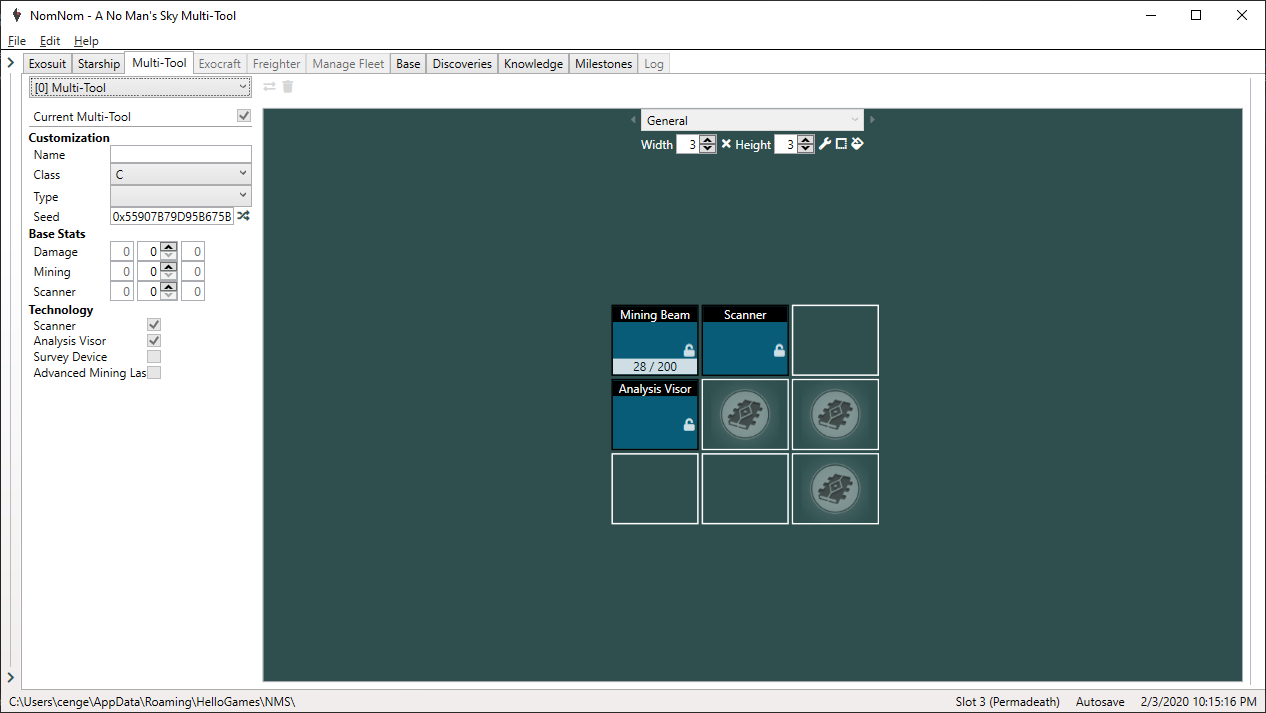 NomNom - A No Man's Sky Multi-Tool
File Edit Help
Exosuit Starship Multi-Tool Exocraft Freighter Manage Fleet Base Discoveries Knowledge Milestones Log
[0] Multi-Tool
Current Multi-Tool
General
Width 3 Height 3
Customization
Name
Class C
Type
Seed 0x55907B79D95B675B
Base Stats
Damage 0 0 0
Mining 0 0 0
Scanner 0 0 0
Technology
Scanner
Analysis Visor
Survey Device
Advanced Mining Las
Mining Beam Scanner
28 / 200
Analysis Visor
C:\Users\cenge\AppData\Roaming\HelloGames\NMS\ Slot 3 (Permadeath) Autosave 2/3/2020 10:15:16 PM